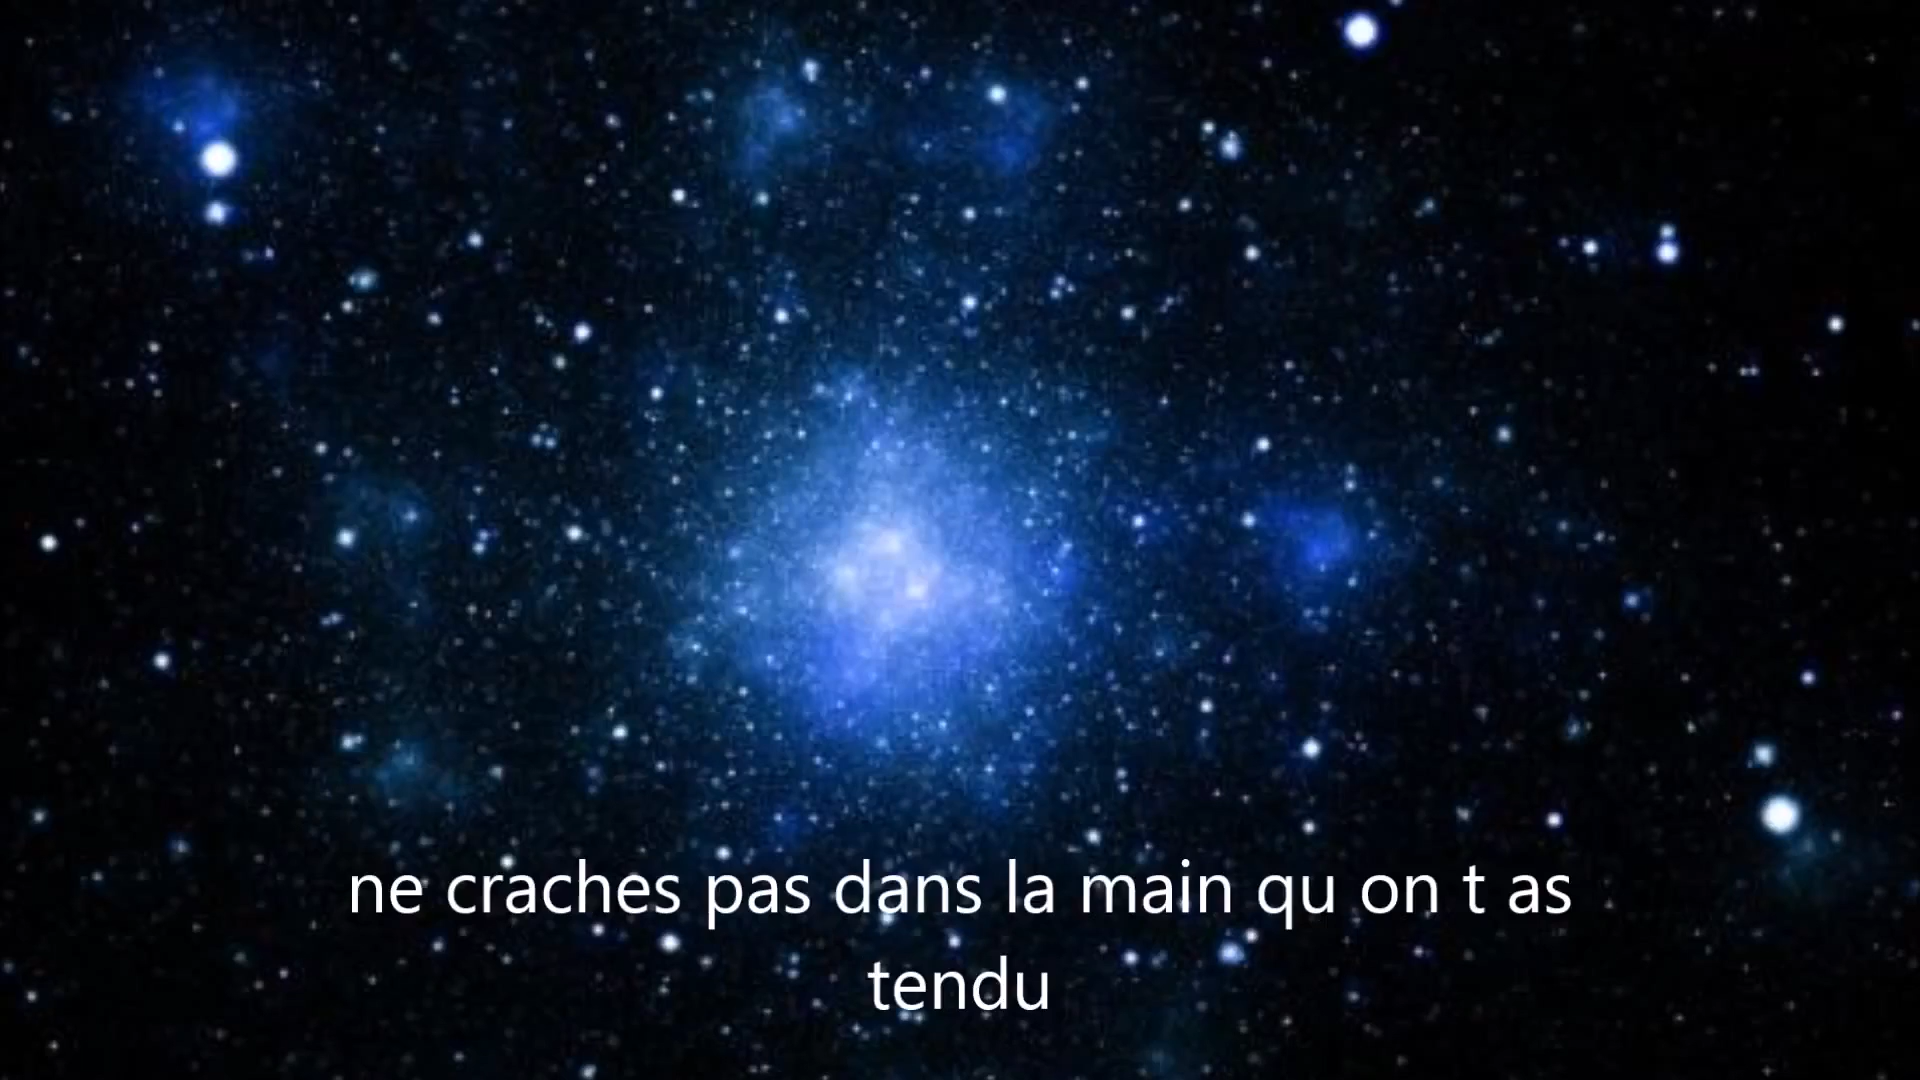 ne craches pas dans la main qu on t as
tendu